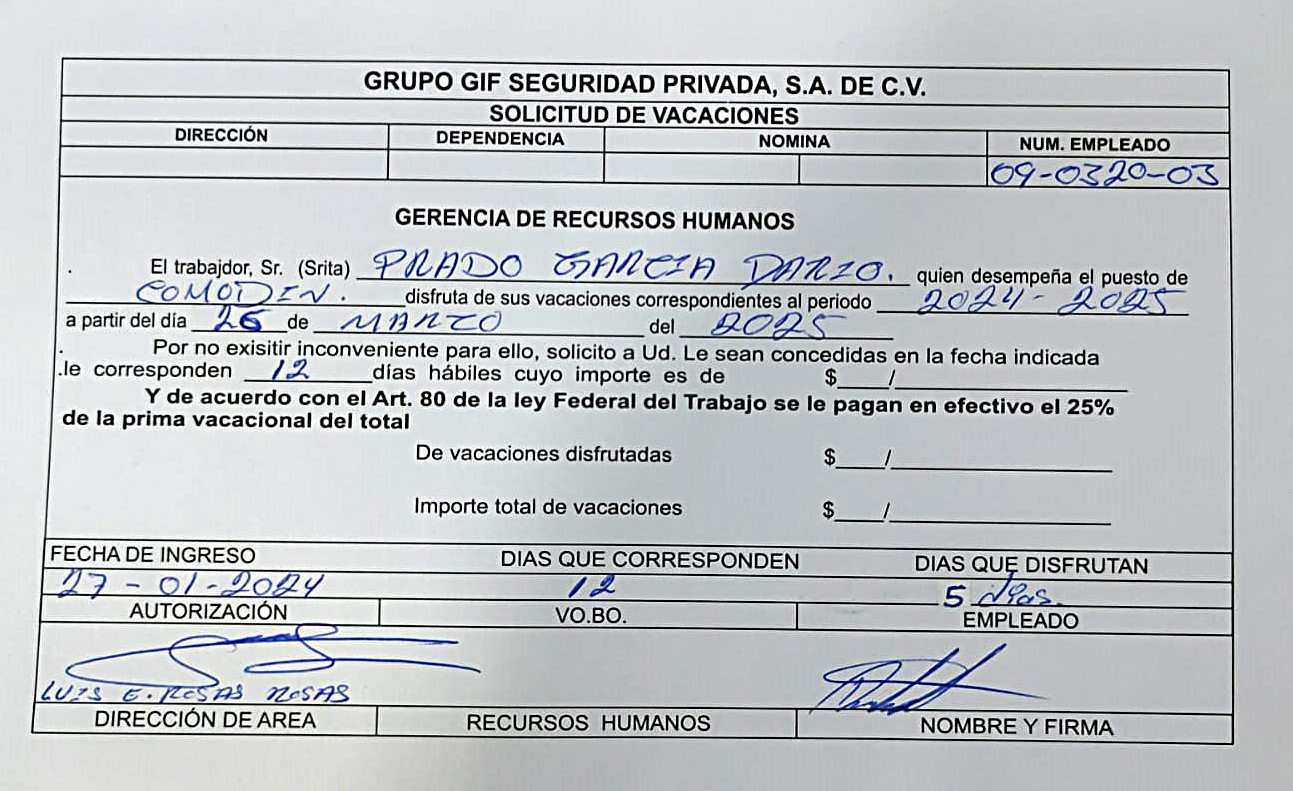 GRUPO GIF SEGURIDAD PRIVADA, S.A. DE C.V.
SOLICITUD DE VACACIONES
DIRECCIÓN DEPENDENCIA NOMINA NUM. EMPLEADO
09-0320-03
GERENCIA DE RECURSOS HUMANOS
. El trabajdor, Sr. (Srita) PRADO GARCIA DARIO. quien desempeña el puesto de
COMODIN. disfruta de sus vacaciones correspondientes al periodo 2024-2025
a partir del día 26 de MARZO del 2025
. Por no exisitir inconveniente para ello, solicito a Ud. Le sean concedidas en la fecha indicada
.le corresponden 12 días hábiles cuyo importe es de $___/
Y de acuerdo con el Art. 80 de la ley Federal del Trabajo se le pagan en efectivo el 25%
de la prima vacacional del total
De vacaciones disfrutadas $___/
Importe total de vacaciones $___/
FECHA DE INGRESO DIAS QUE CORRESPONDEN DIAS QUE DISFRUTAN
27-01-2024 12 5 dias.
AUTORIZACIÓN VO.BO. EMPLEADO
LUIS E. ROSAS ROSAS
DIRECCIÓN DE AREA RECURSOS HUMANOS NOMBRE Y FIRMA